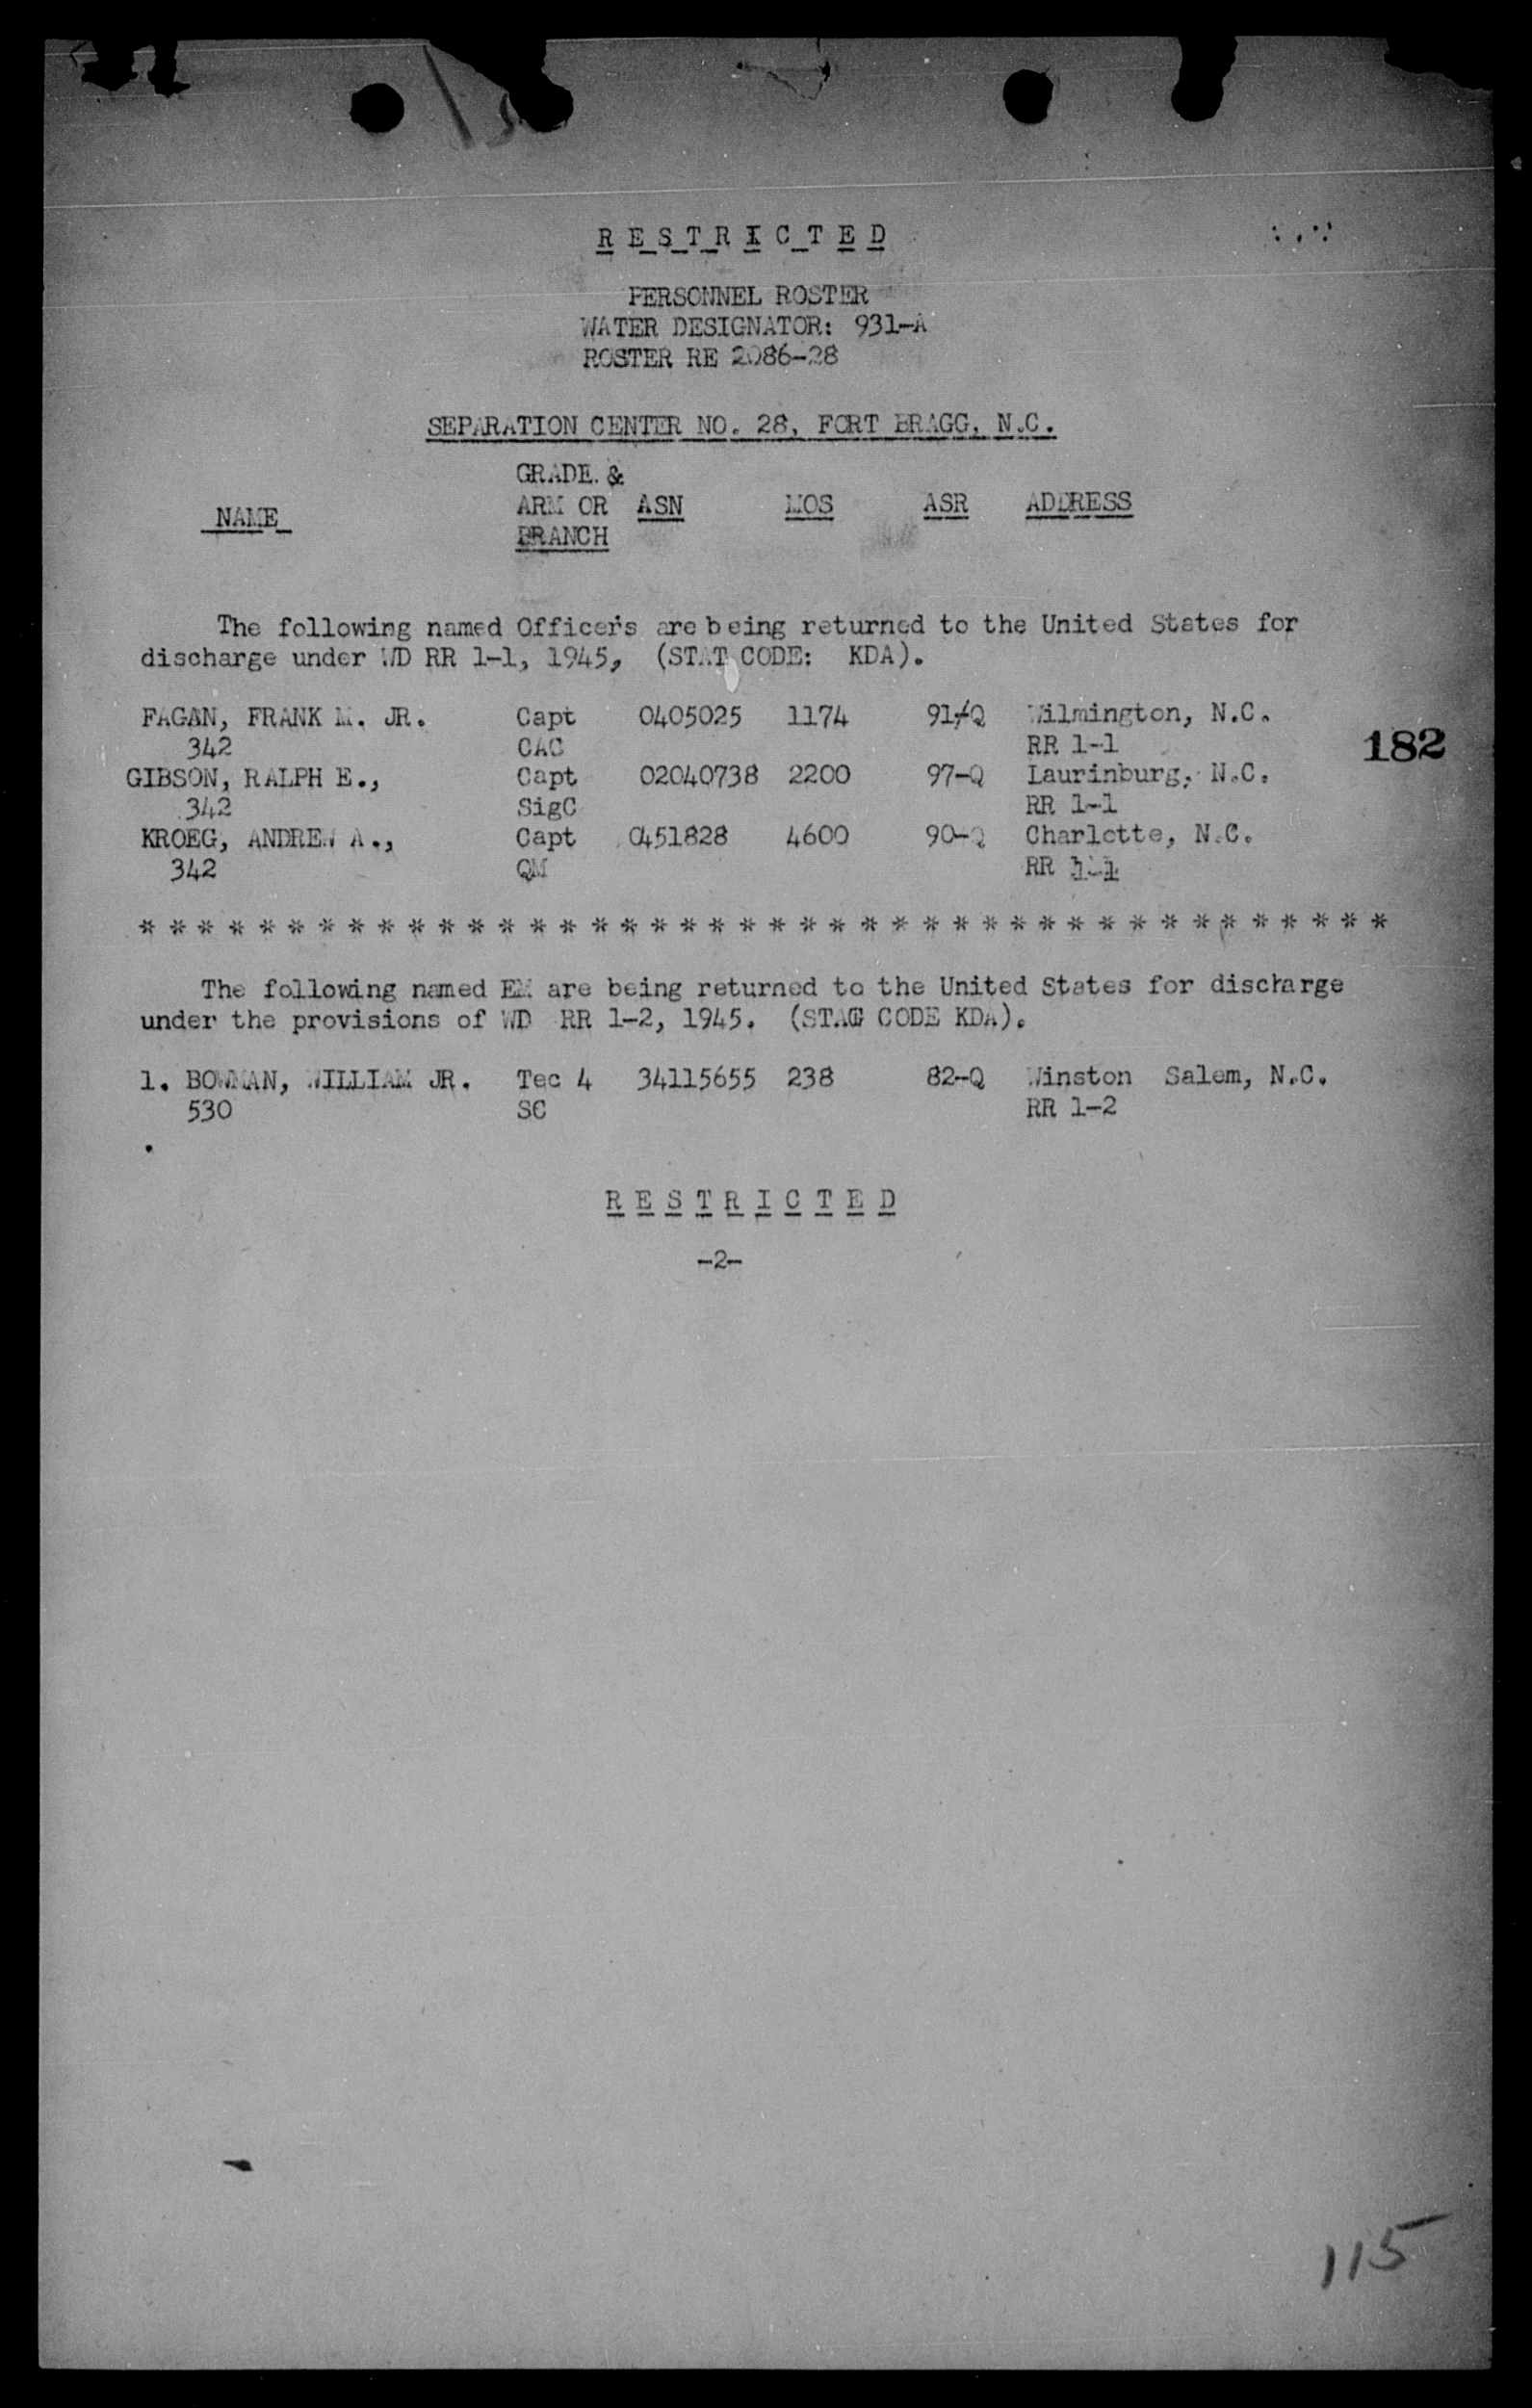 R E S T R I C T E D
PERSONNEL ROSTER
WATER DESIGNATOR: 931-A
ROSTER RE 2086-28
SEPARATION CENTER NO. 28, FORT BRAGG, N.C.
GRADE. &
NAME ARM OR ASN MOS ASR ADDRESS
BRANCH
The following named Officers are being returned to the United States for
discharge under WD RR 1-1, 1945, (STAT CODE: KDA).
FAGAN, FRANK M. JR. Capt 0405025 1174 91-Q Wilmington, N.C.
342 CAC RR 1-1
182
GIBSON, RALPH E., Capt 02040738 2200 97-Q Laurinburg, N.C.
342 SigC RR 1-1
KROEG, ANDREW A., Capt 0451828 4600 90-Q Charlotte, N.C.
342 QM RR 1-1
* * * * * * * * * * * * * * * * * * * * * * * * * * * * * * * * * * * * * * * * * *
The following named EM are being returned to the United States for discharge
under the provisions of WD RR 1-2, 1945. (STAG CODE KDA).
1. BOWMAN, WILLIAM JR. Tec 4 34115655 238 82-Q Winston Salem, N.C.
530 SC RR 1-2
R E S T R I C T E D
-2-
115